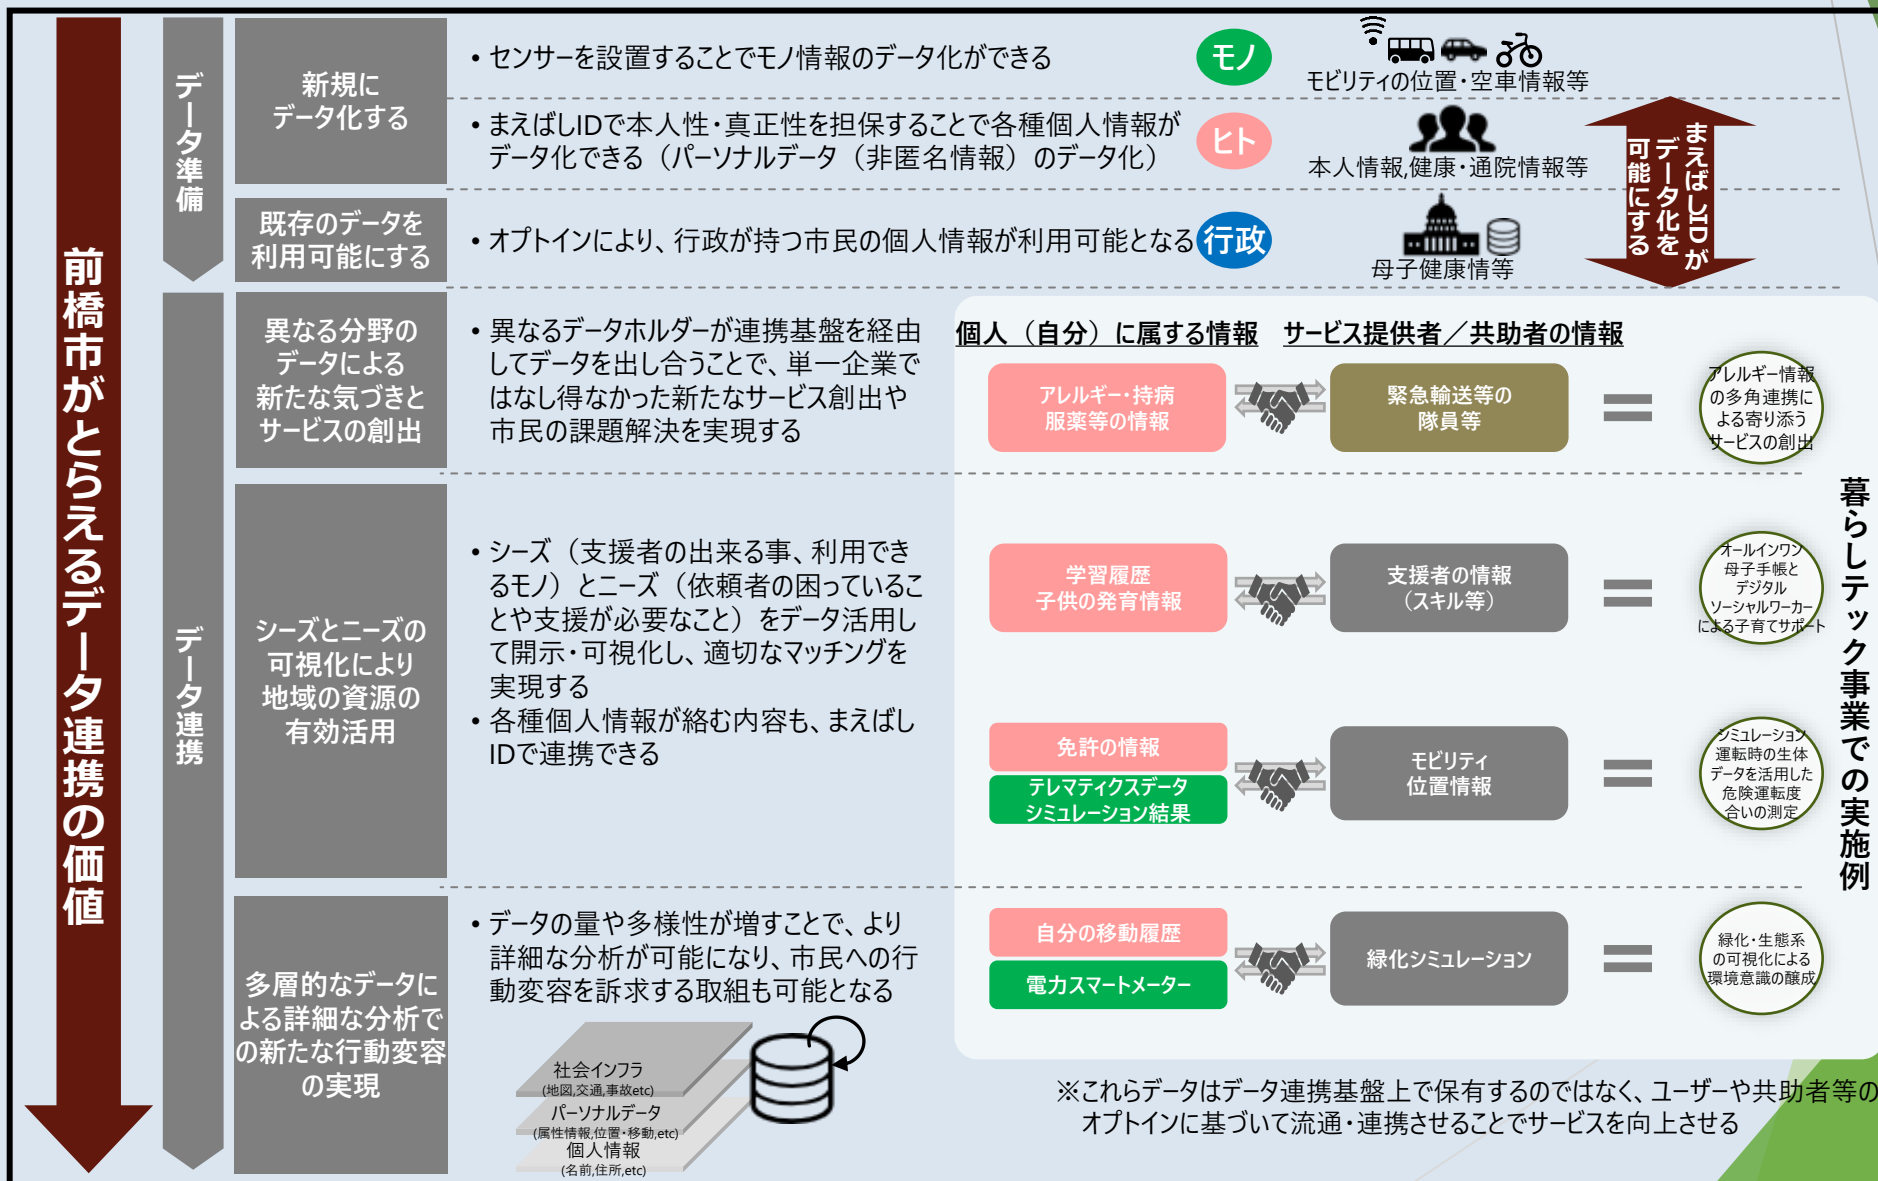 前橋市がとらえるデータ連携の価値
データ準備
新規に
データ化する
• センサーを設置することでモノ情報のデータ化ができる
モノ
モビリティの位置・空車情報等
• まえばしIDで本人性・真正性を担保することで各種個人情報が
データ化できる（パーソナルデータ（非匿名情報）のデータ化）
ヒト
本人情報,健康・通院情報等
既存のデータを
利用可能にする
• オプトインにより、行政が持つ市民の個人情報が利用可能となる
行政
母子健康情等
まえばしIDが
データ化を
可能にする
データ連携
異なる分野の
データによる
新たな気づきと
サービスの創出
• 異なるデータホルダーが連携基盤を経由
してデータを出し合うことで、単一企業で
はなし得なかった新たなサービス創出や
市民の課題解決を実現する
個人（自分）に属する情報
サービス提供者／共助者の情報
アレルギー・持病
服薬等の情報
緊急輸送等の
隊員等
アレルギー情報
の多角連携に
よる寄り添う
サービスの創出
シーズとニーズの
可視化により
地域の資源の
有効活用
• シーズ（支援者の出来る事、利用でき
るモノ）とニーズ（依頼者の困っているこ
とや支援が必要なこと）をデータ活用し
て開示・可視化し、適切なマッチングを
実現する
• 各種個人情報が絡む内容も、まえばし
IDで連携できる
学習履歴
子供の発育情報
支援者の情報
（スキル等）
オールインワン
母子手帳と
デジタル
ソーシャルワーカー
による子育てサポート
免許の情報
テレマティクスデータ
シミュレーション結果
モビリティ
位置情報
シミュレーション
運転時の生体
データを活用した
危険運転度
合いの測定
暮らしテック事業での実施例
多層的なデータに
よる詳細な分析で
の新たな行動変容
の実現
• データの量や多様性が増すことで、より
詳細な分析が可能になり、市民への行
動変容を訴求する取組も可能となる
自分の移動履歴
電力スマートメーター
緑化シミュレーション
緑化・生態系
の可視化による
環境意識の醸成
社会インフラ
(地図,交通,事故etc)
パーソナルデータ
(属性情報,位置・移動,etc)
個人情報
(名前,住所,etc)
※これらデータはデータ連携基盤上で保有するのではなく、ユーザーや共助者等の
オプトインに基づいて流通・連携させることでサービスを向上させる